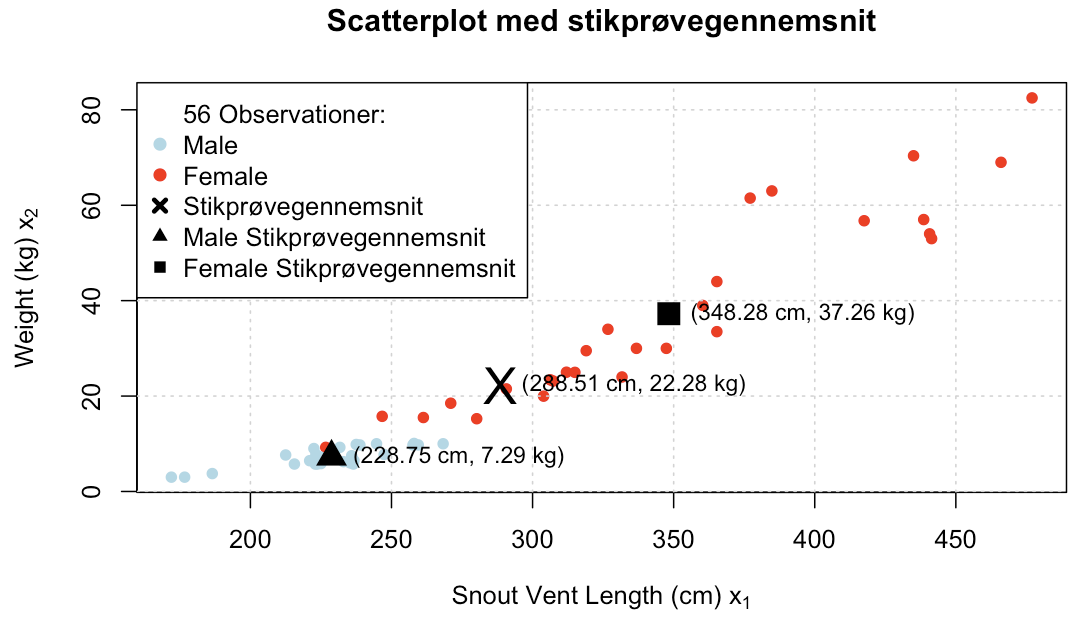 Scatterplot med stikprøvegennemsnit
56 Observationer:
Male
Female
Stikprøvegennemsnit
Male Stikprøvegennemsnit
Female Stikprøvegennemsnit
Weight (kg) x₂
80
60
40
20
0
(348.28 cm, 37.26 kg)
(288.51 cm, 22.28 kg)
(228.75 cm, 7.29 kg)
200 250 300 350 400 450
Snout Vent Length (cm) x₁